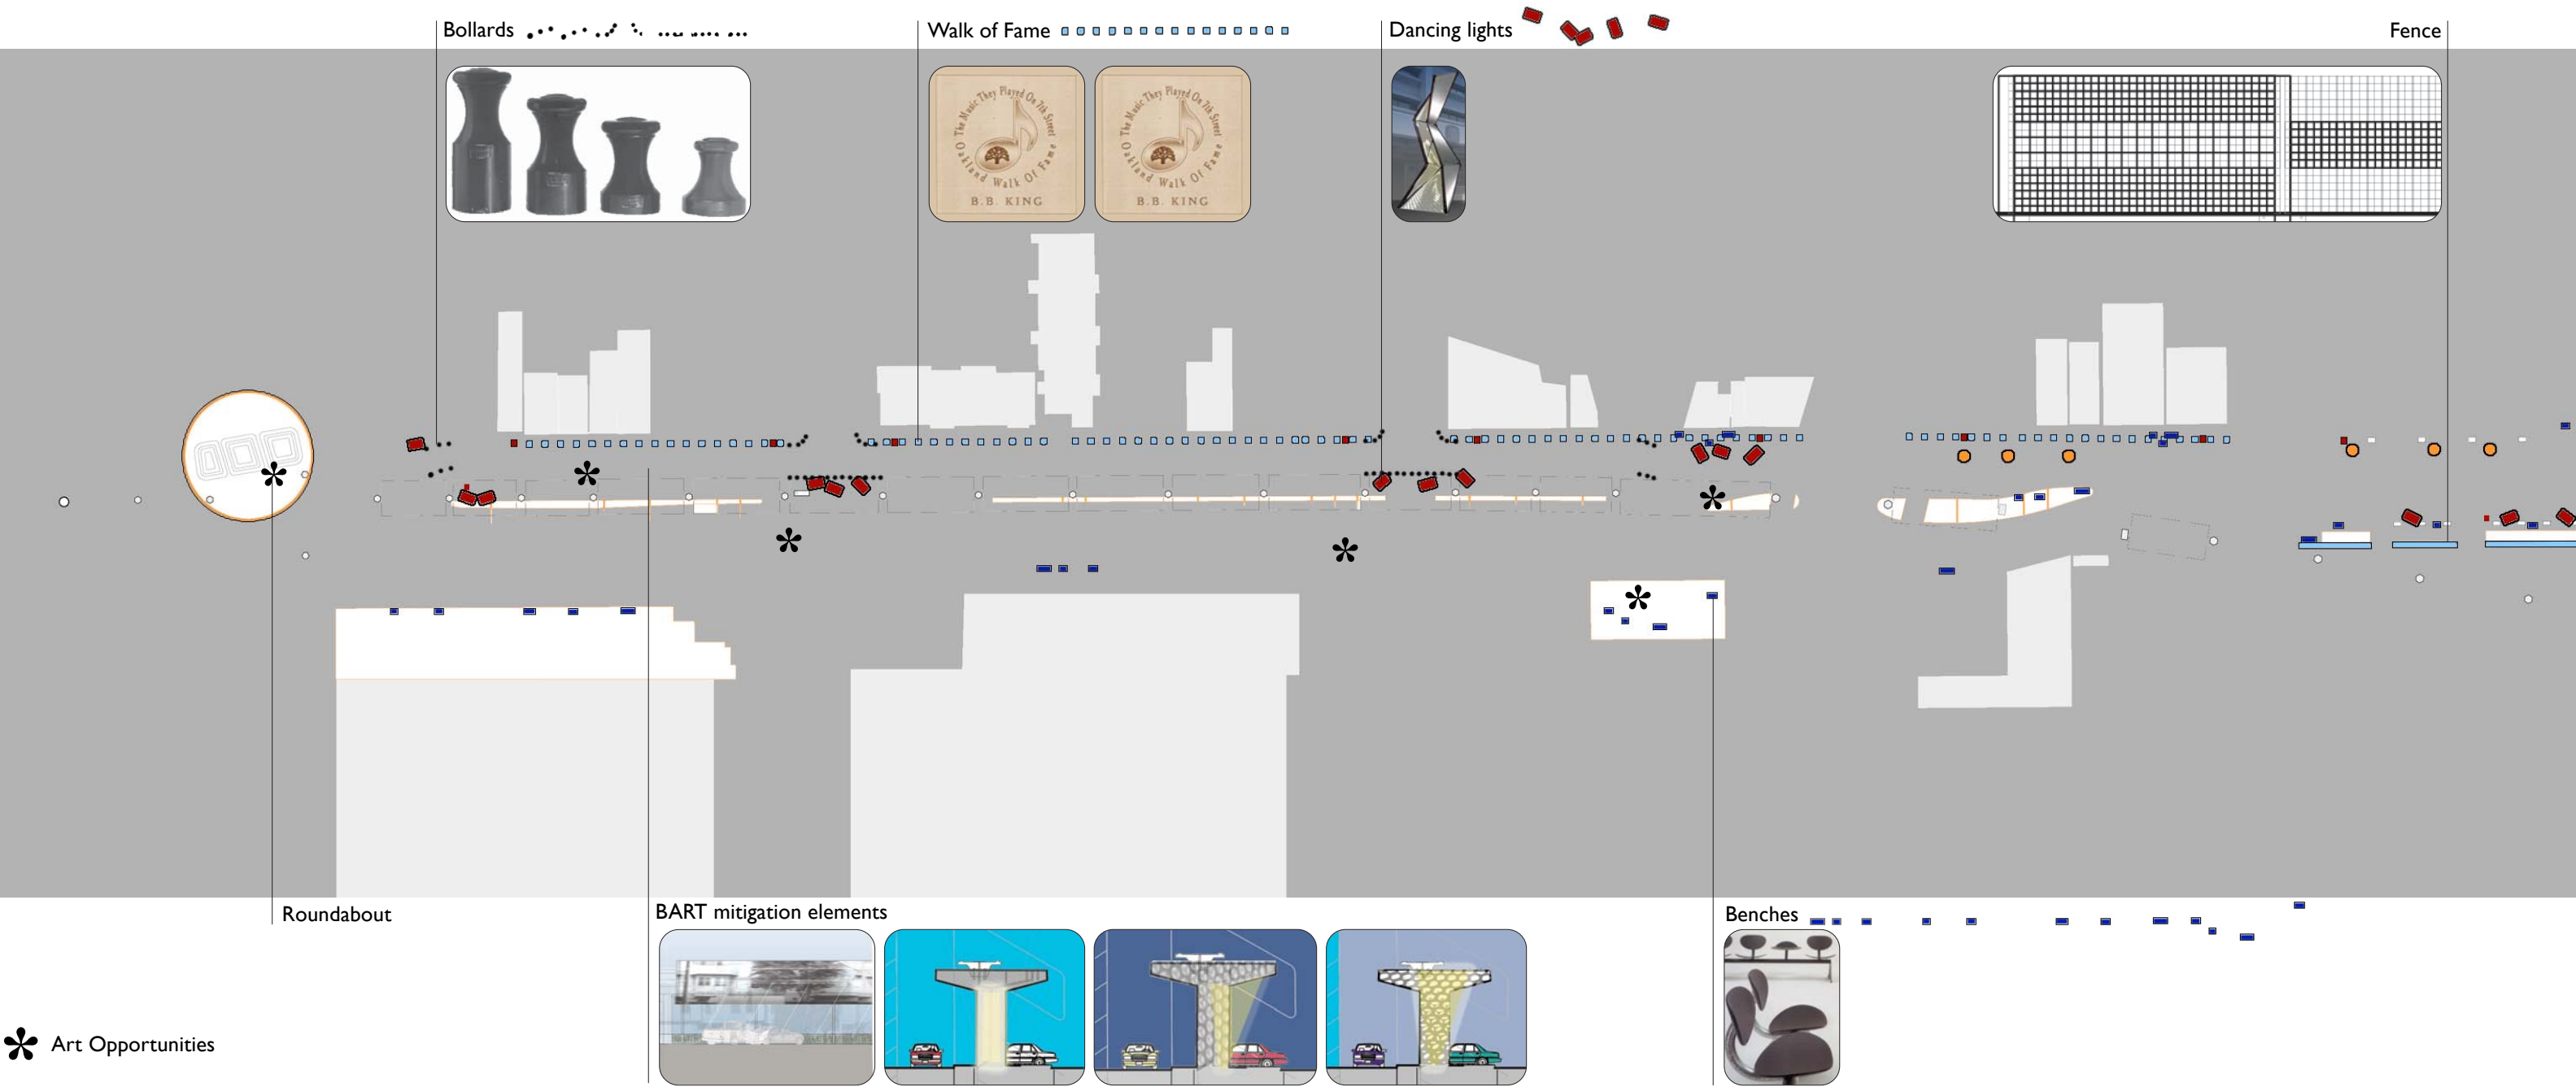 Bollards
Walk of Fame
Dancing lights
Fence
The Music They Played On 7th Street
Oakland Walk Of Fame
B.B. KING
The Music They Played On 7th Street
Oakland Walk Of Fame
B.B. KING
Roundabout
BART mitigation elements
Benches
* Art Opportunities